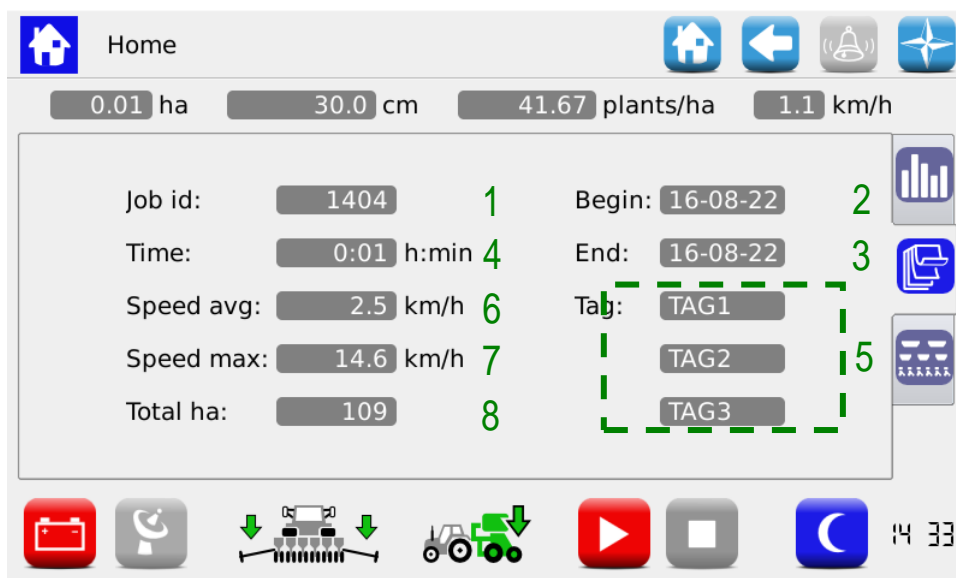 Home
0.01 ha 30.0 cm 41.67 plants/ha 1.1 km/h
Job id: 1404 1 Begin: 16-08-22 2
Time: 0:01 h:min 4 End: 16-08-22 3
Speed avg: 2.5 km/h 6 Tag: TAG1
Speed max: 14.6 km/h 7 TAG2 5
Total ha: 109 8 TAG3
14 33